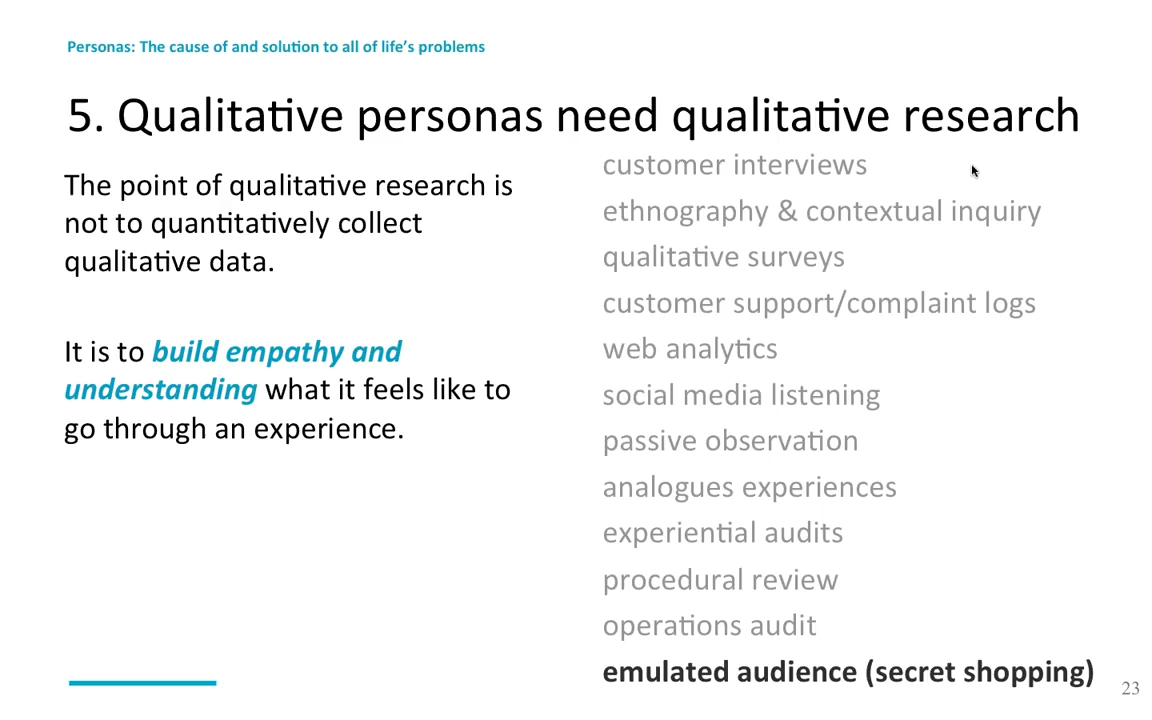 Personas: The cause of and solution to all of life's problems
5. Qualitative personas need qualitative research
The point of qualitative research is
not to quantitatively collect
qualitative data.
It is to build empathy and
understanding what it feels like to
go through an experience.
customer interviews
ethnography & contextual inquiry
qualitative surveys
customer support/complaint logs
web analytics
social media listening
passive observation
analogues experiences
experiential audits
procedural review
operations audit
emulated audience (secret shopping)
23